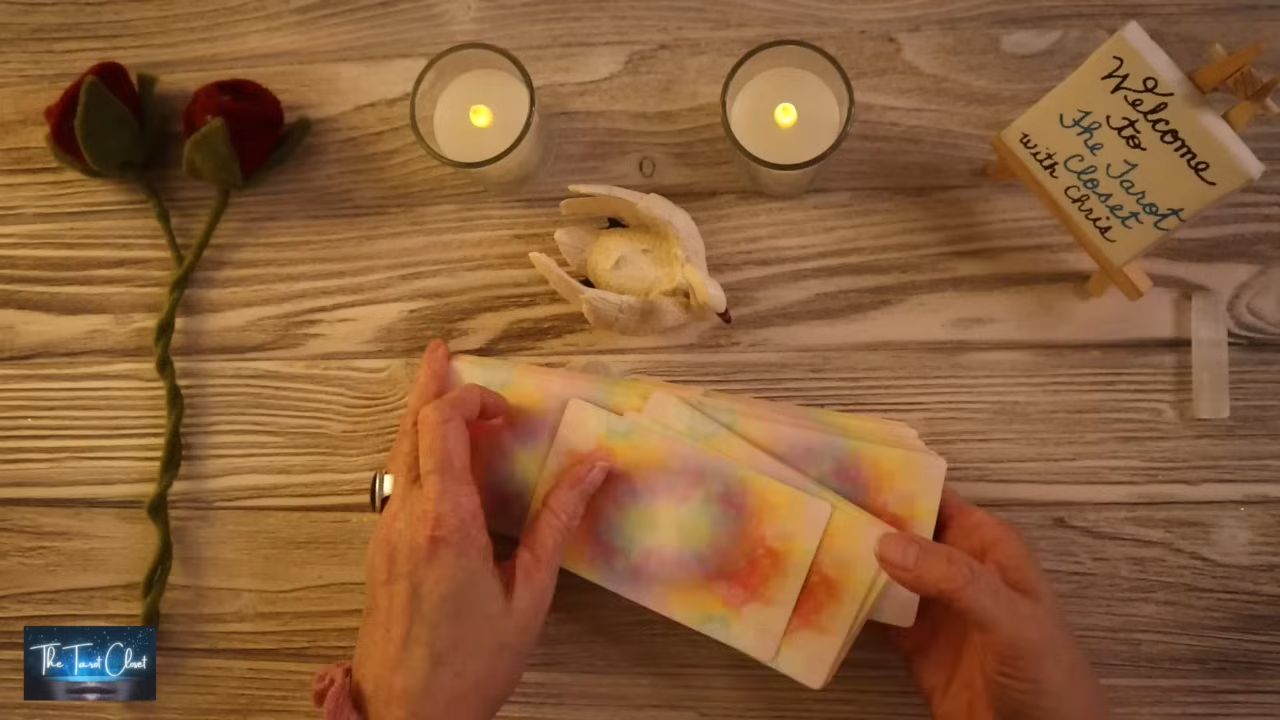 Welcome
to
The Tarot
Closet
with Chris
The Tarot Closet